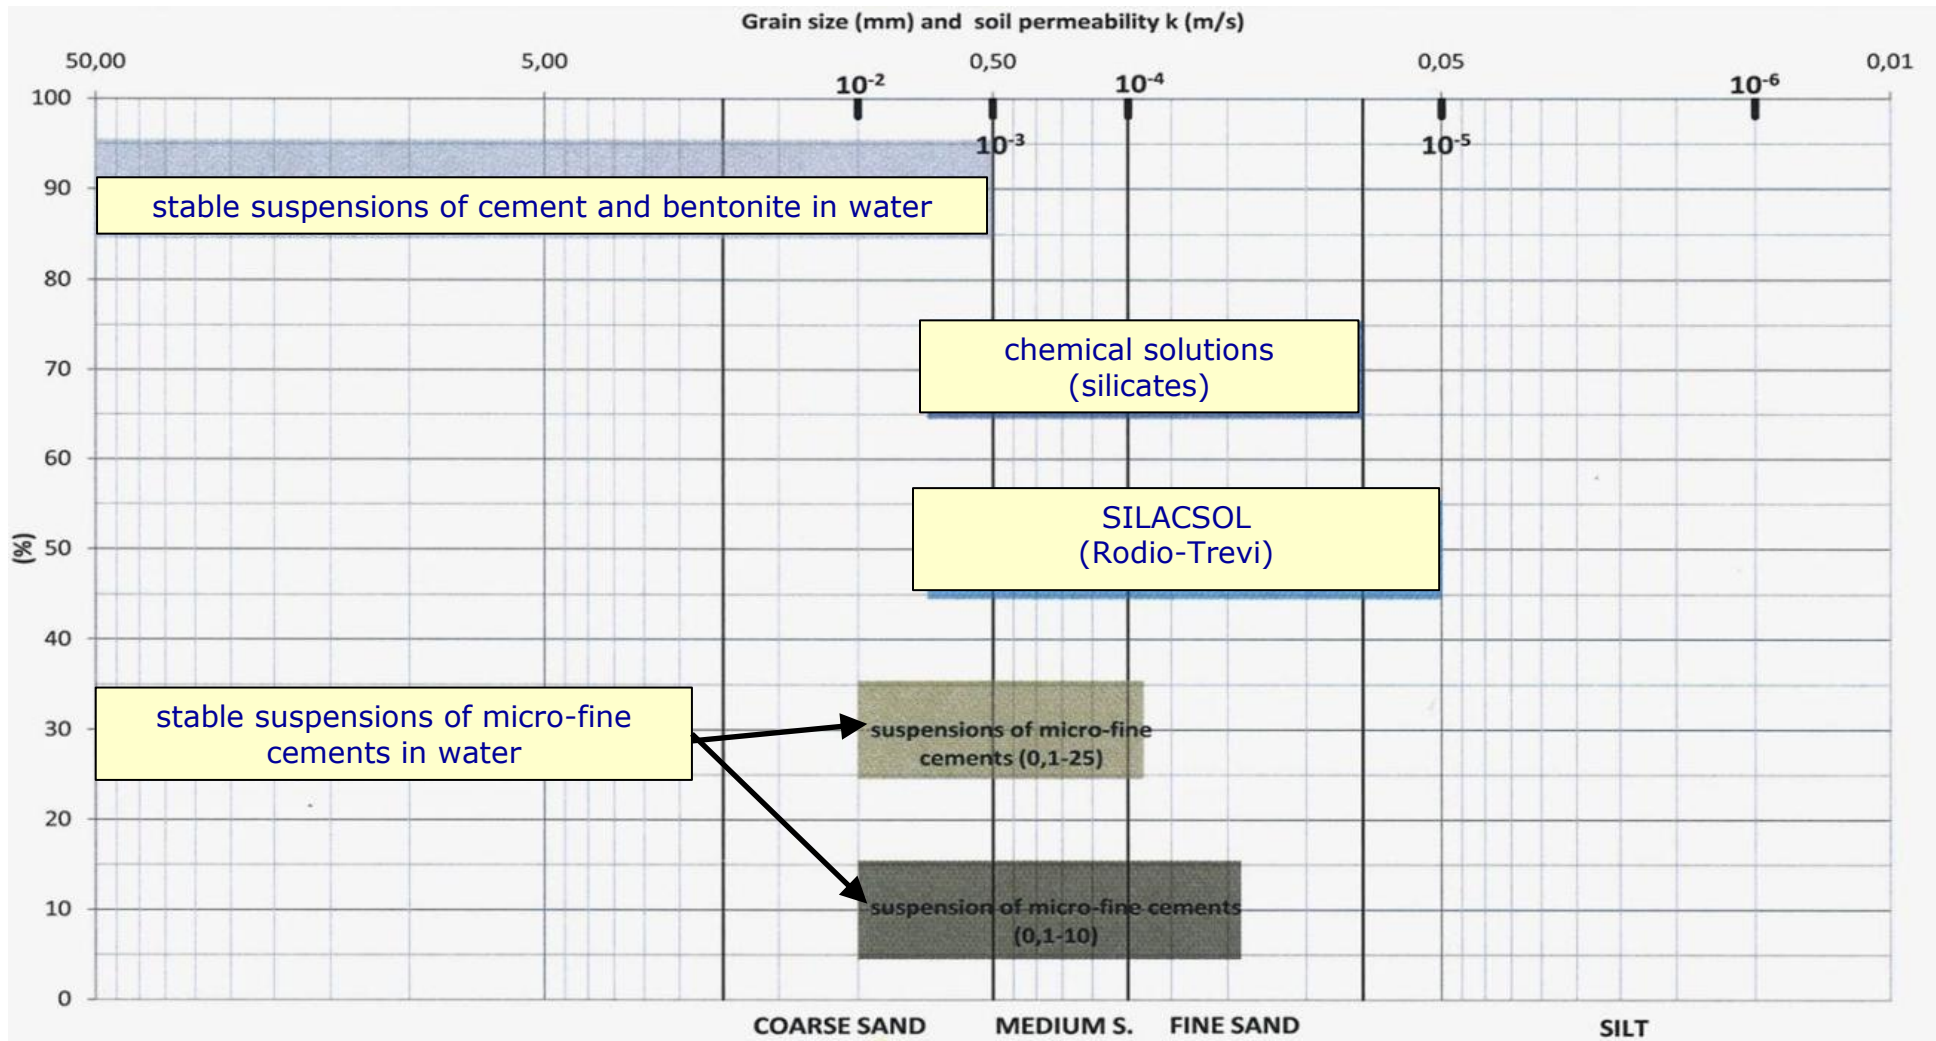 Grain size (mm) and soil permeability k (m/s)
50,00 5,00 0,50 0,05 0,01
10-2 10-4 10-6
100
10-3 10-5
90
stable suspensions of cement and bentonite in water
80
chemical solutions
(silicates)
70
60
SILACSOL
(Rodio-Trevi)
50
(%)
40
stable suspensions of micro-fine
cements in water
30
suspensions of micro-fine
cements (0,1-25)
20
10
suspension of micro-fine cements
(0,1-10)
0
COARSE SAND MEDIUM S. FINE SAND SILT